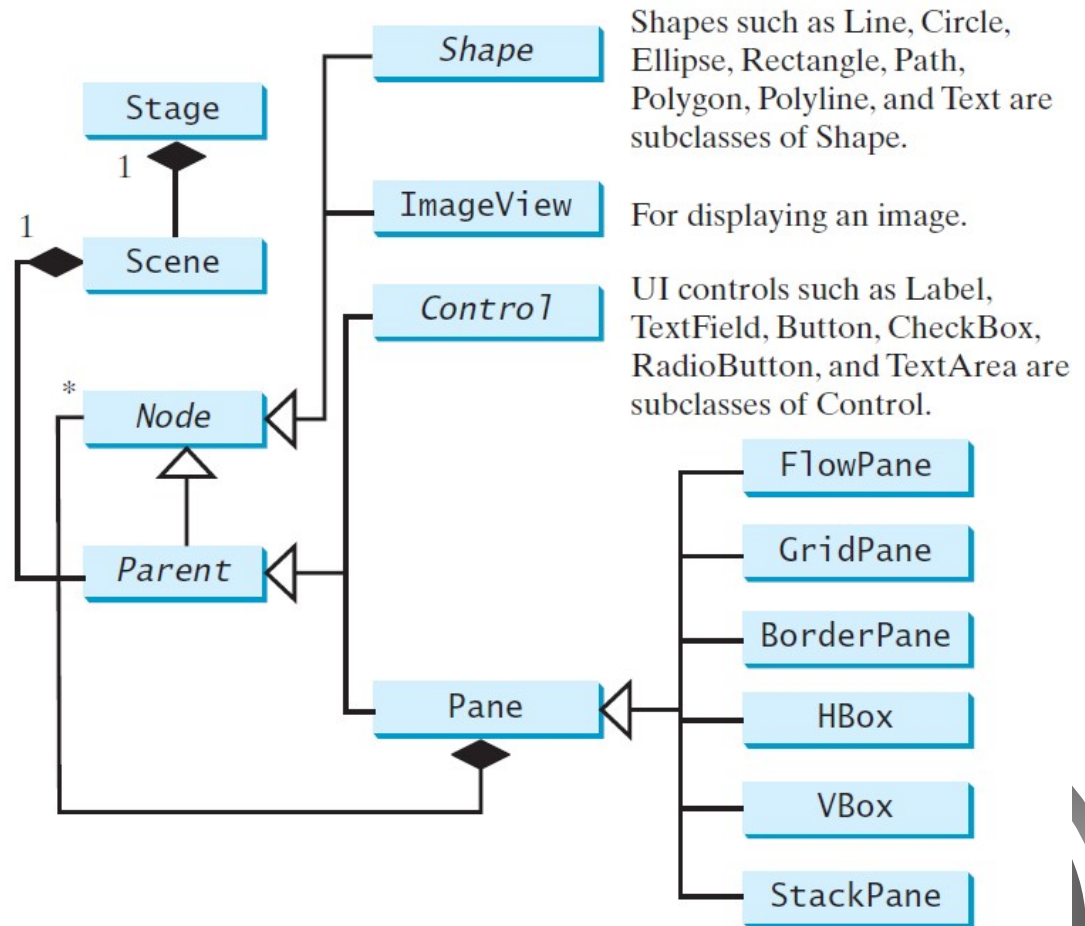 Shape
Shapes such as Line, Circle,
Ellipse, Rectangle, Path,
Polygon, Polyline, and Text are
subclasses of Shape.
Stage
1
ImageView
For displaying an image.
1
Scene
Control
UI controls such as Label,
TextField, Button, CheckBox,
RadioButton, and TextArea are
subclasses of Control.
*
Node
FlowPane
GridPane
Parent
BorderPane
Pane
HBox
VBox
StackPane